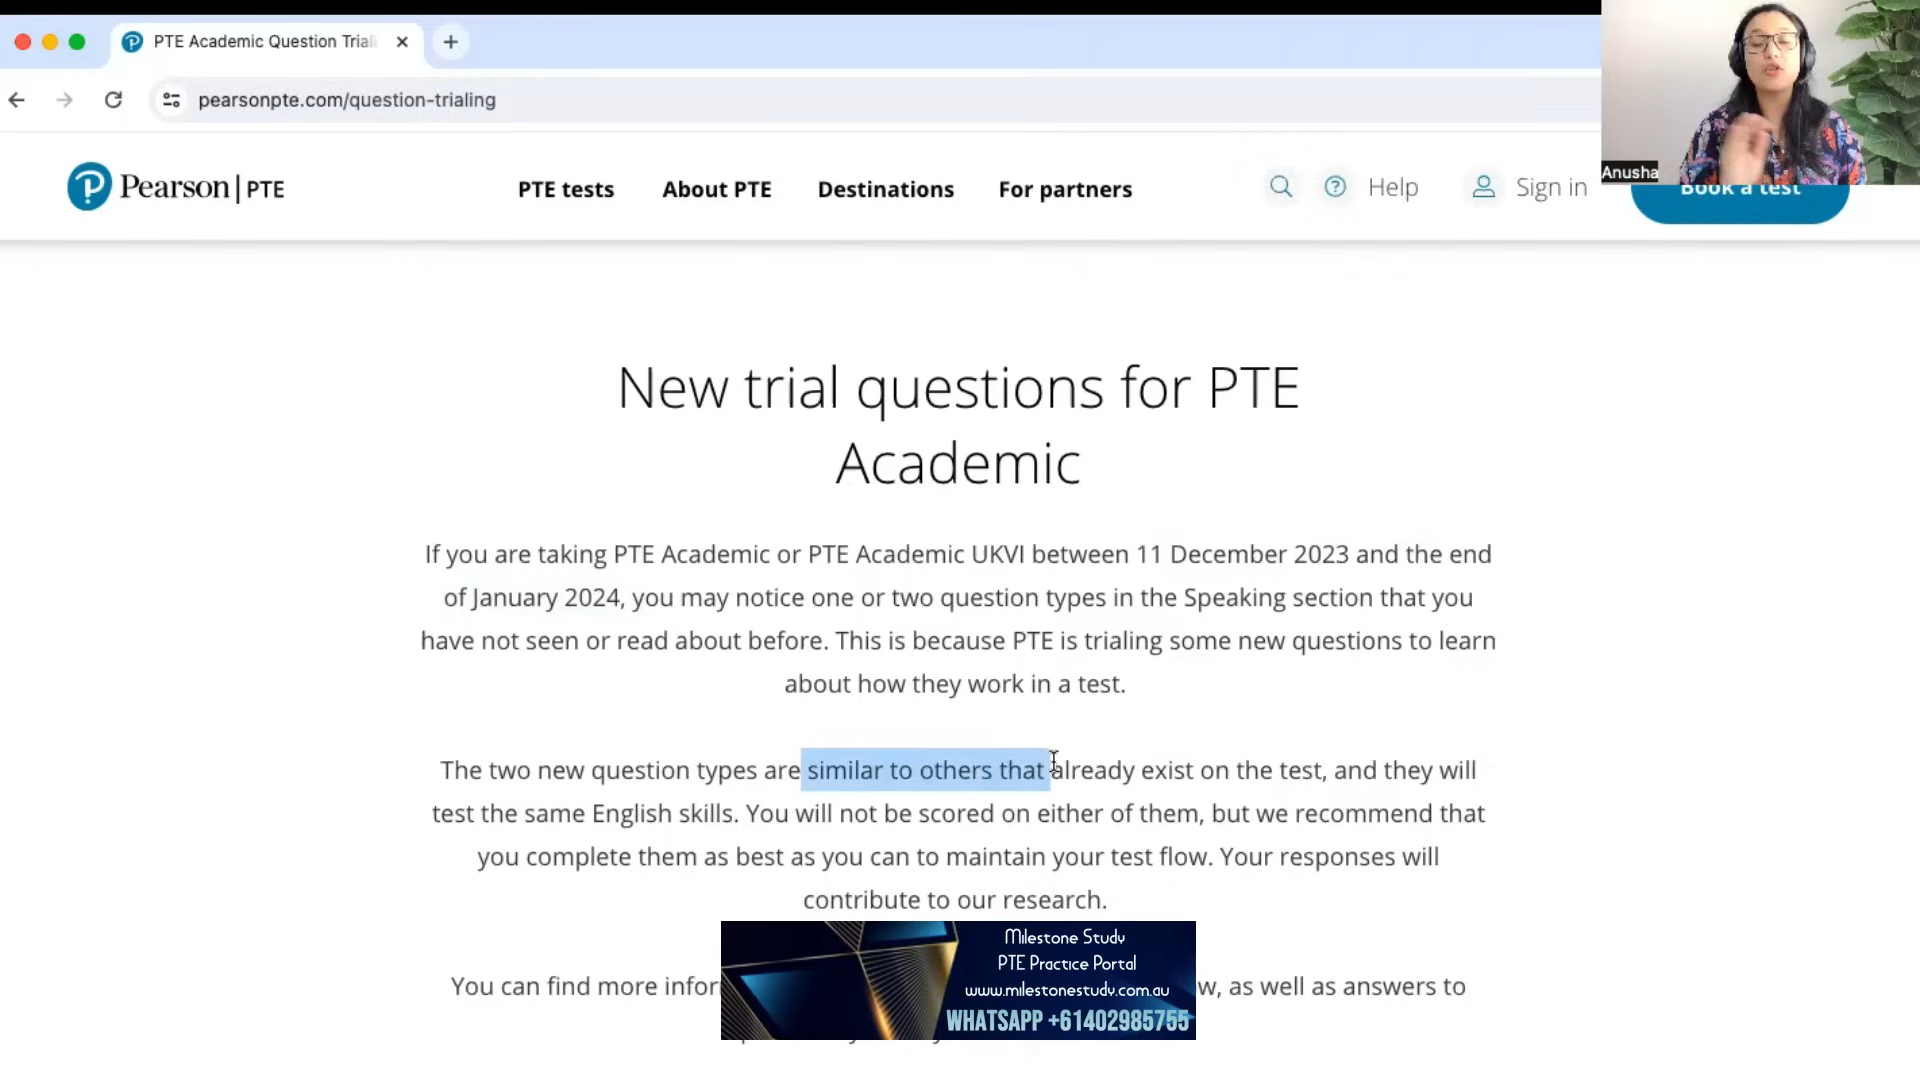 PTE Academic Question Triali
pearsonpte.com/question-trialing
Pearson | PTE
PTE tests
About PTE
Destinations
For partners
Help
Sign in
Book a test
Anusha
New trial questions for PTE
Academic
If you are taking PTE Academic or PTE Academic UKVI between 11 December 2023 and the end
of January 2024, you may notice one or two question types in the Speaking section that you
have not seen or read about before. This is because PTE is trialing some new questions to learn
about how they work in a test.
The two new question types are similar to others that already exist on the test, and they will
test the same English skills. You will not be scored on either of them, but we recommend that
you complete them as best as you can to maintain your test flow. Your responses will
contribute to our research.
You can find more infor w, as well as answers to
Milestone Study
PTE Practice Portal
www.milestonestudy.com.au
WHATSAPP +61402985755